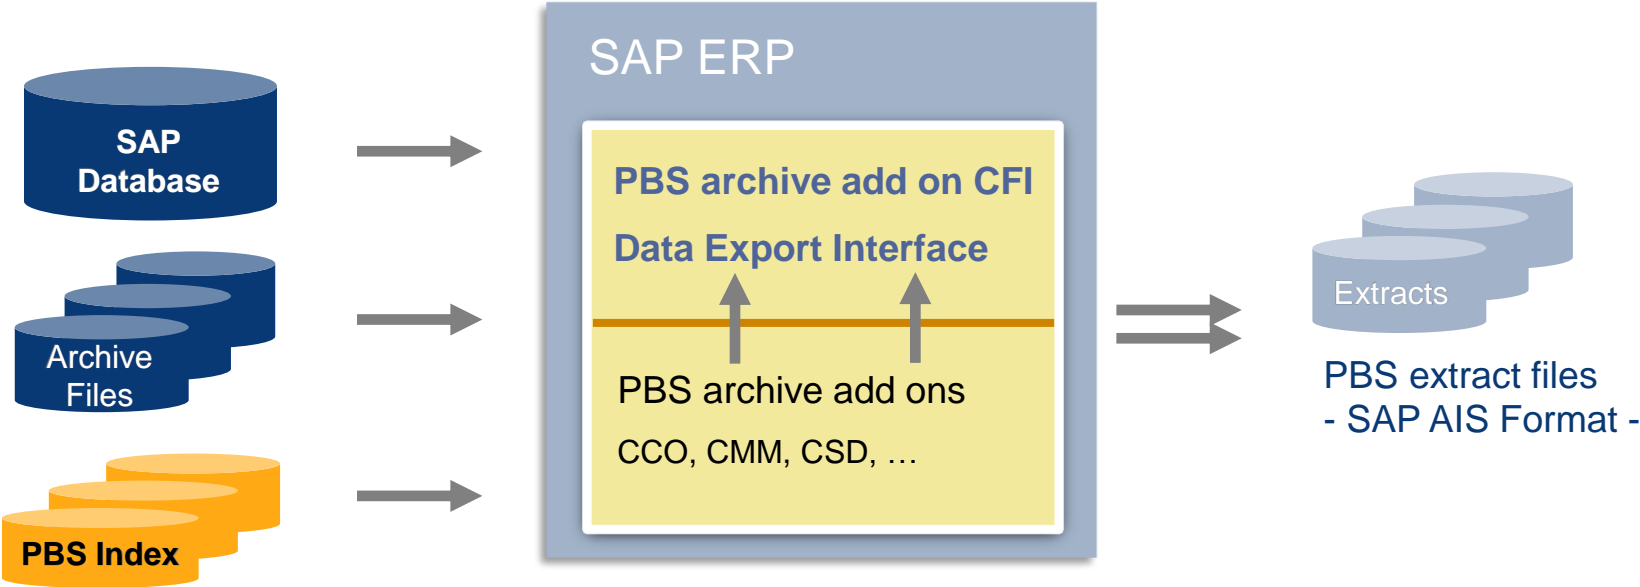 SAP ERP
SAP
Database
PBS archive add on CFI
Data Export Interface
Archive
Files
Extracts
PBS archive add ons
CCO, CMM, CSD, …
PBS extract files
- SAP AIS Format -
PBS Index